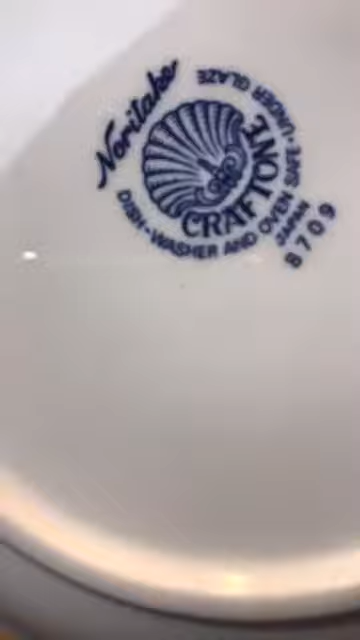 Noritake
CRAFTONE
DISH-WASHER AND OVEN SAFE-UNDER GLAZE
JAPAN
8709